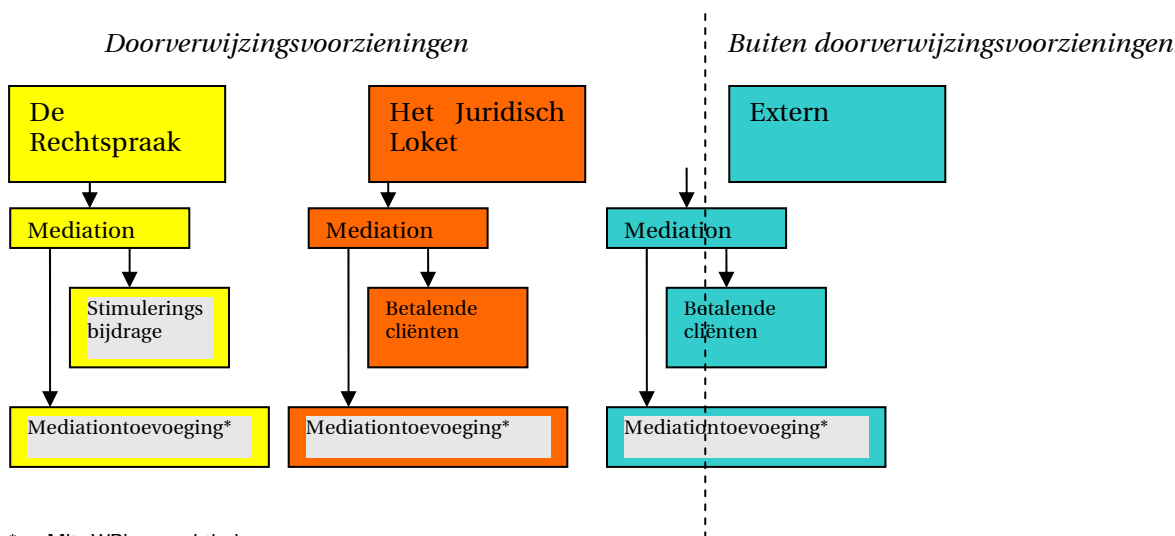 Doorverwijzingsvoorzieningen
Buiten doorverwijzingsvoorzieningen
De
Rechtspraak
Het Juridisch
Loket
Extern
Mediation
Mediation
Mediation
Stimulerings
bijdrage
Betalende
cliënten
Betalende
cliënten
Mediationtoevoeging*
Mediationtoevoeging*
Mediationtoevoeging*